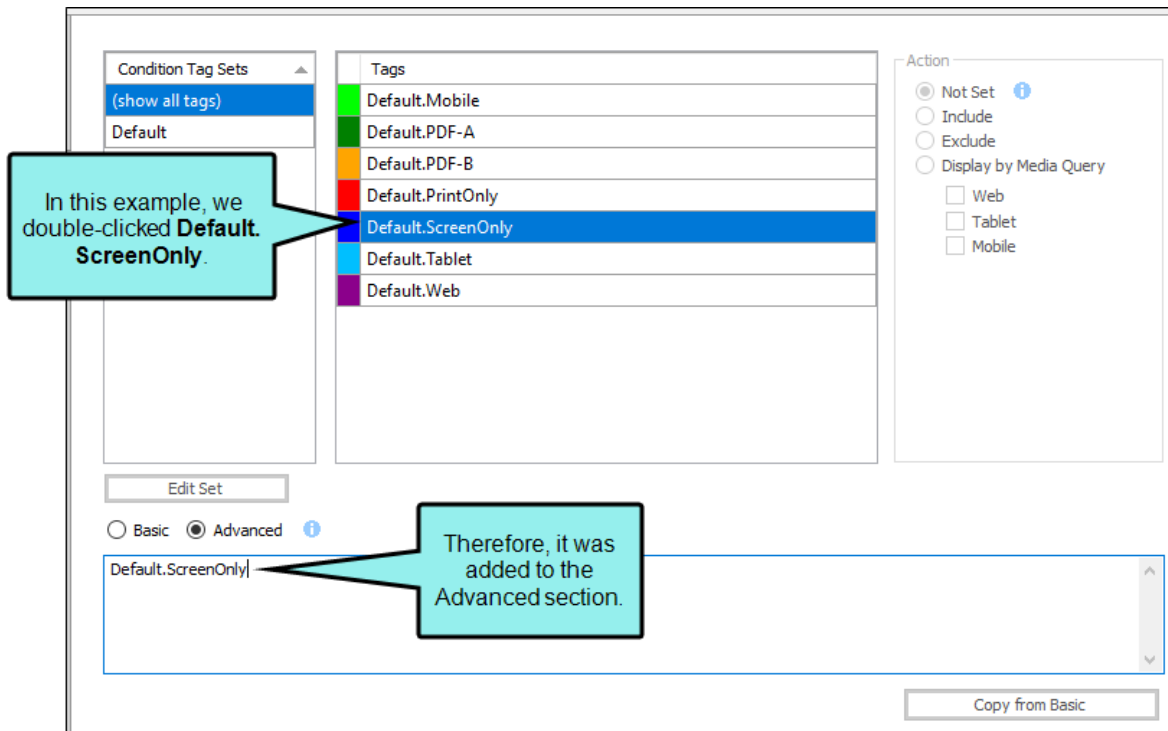 Condition Tag Sets
(show all tags)
Default
Tags
Default.Mobile
Default.PDF-A
Default.PDF-B
Default.PrintOnly
Default.ScreenOnly
Default.Tablet
Default.Web
Action
Not Set
Include
Exclude
Display by Media Query
Web
Tablet
Mobile
In this example, we
double-clicked Default.
ScreenOnly.
Edit Set
Basic
Advanced
Default.ScreenOnly
Therefore, it was
added to the
Advanced section.
Copy from Basic